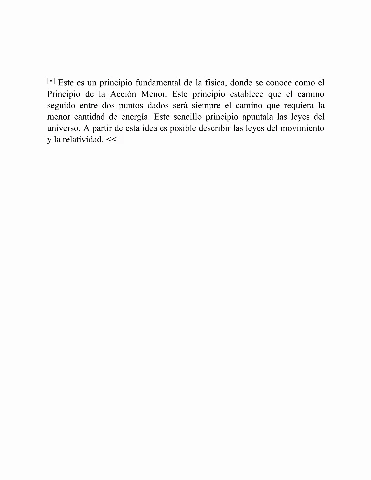 [*] Este es un principio fundamental de la física, donde se conoce como el
Principio de la Acción Menor. Este principio establece que el camino
seguido entre dos puntos dados será siempre el camino que requiera la
menor cantidad de energía. Este sencillo principio apuntala las leyes del
universo. A partir de esta idea es posible describir las leyes del movimiento
y la relatividad. <<